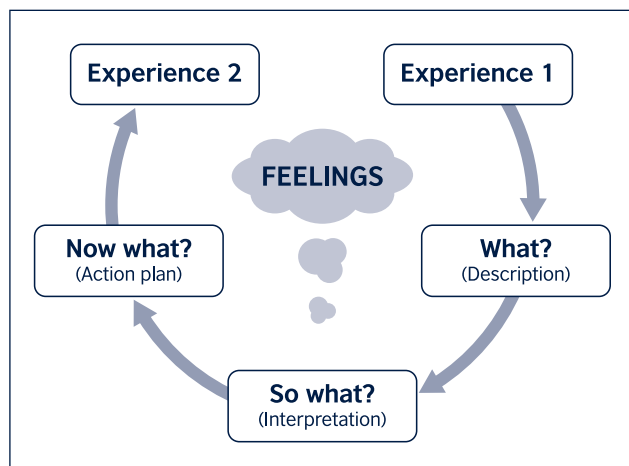 Experience 2
Experience 1
FEELINGS
Now what?
(Action plan)
What?
(Description)
So what?
(Interpretation)